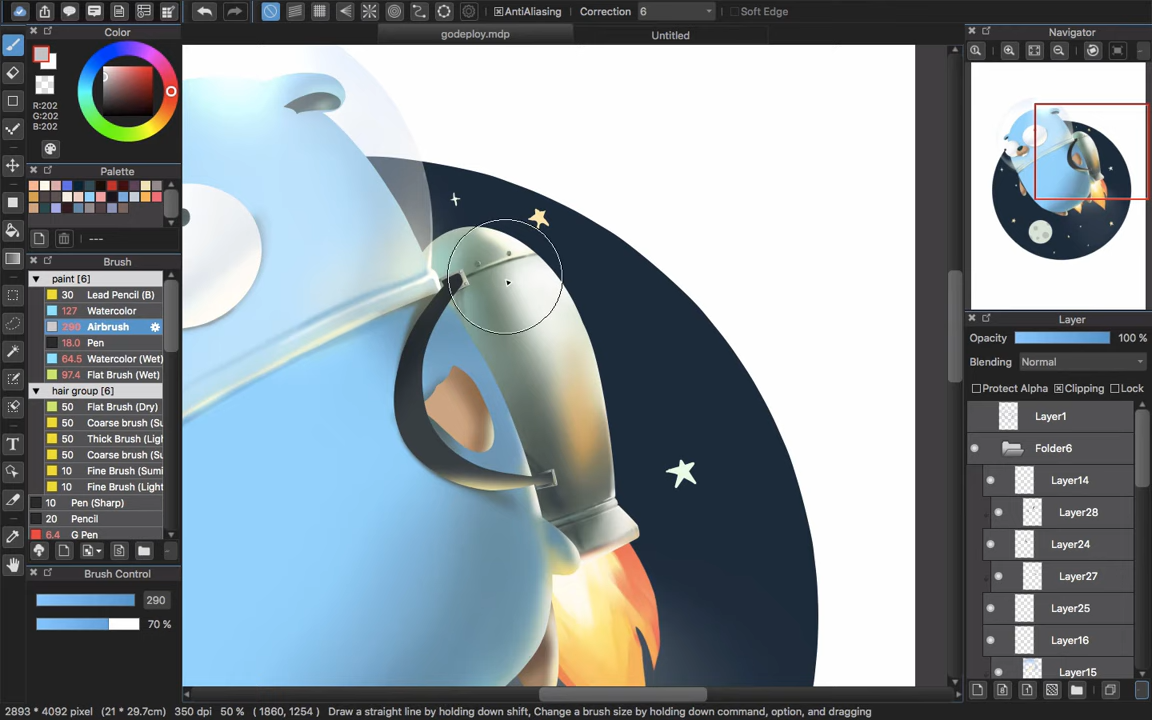 AntiAliasing Correction 6 Soft Edge
Color
godeploy.mdp Untitled
Navigator
R:202
G:202
B:202
Palette
---
Brush
paint [6]
30 Lead Pencil (B)
127 Watercolor
290 Airbrush
18.0 Pen
64.5 Watercolor (Wet)
97.4 Flat Brush (Wet)
hair group [6]
50 Flat Brush (Dry)
50 Coarse brush (Su
50 Thick Brush (Ligh
50 Coarse brush (Su
10 Fine Brush (Sumi
10 Fine Brush (Light
10 Pen (Sharp)
20 Pencil
6.4 G Pen
Brush Control
290
70 %
Layer
Opacity 100 %
Blending Normal
Protect Alpha Clipping Lock
Layer1
Folder6
Layer14
Layer28
Layer24
Layer27
Layer25
Layer16
Layer15
2893 * 4092 pixel (21 * 29.7cm) 350 dpi 50 % ( 1860, 1254 ) Draw a straight line by holding down shift, Change a brush size by holding down command, option, and dragging